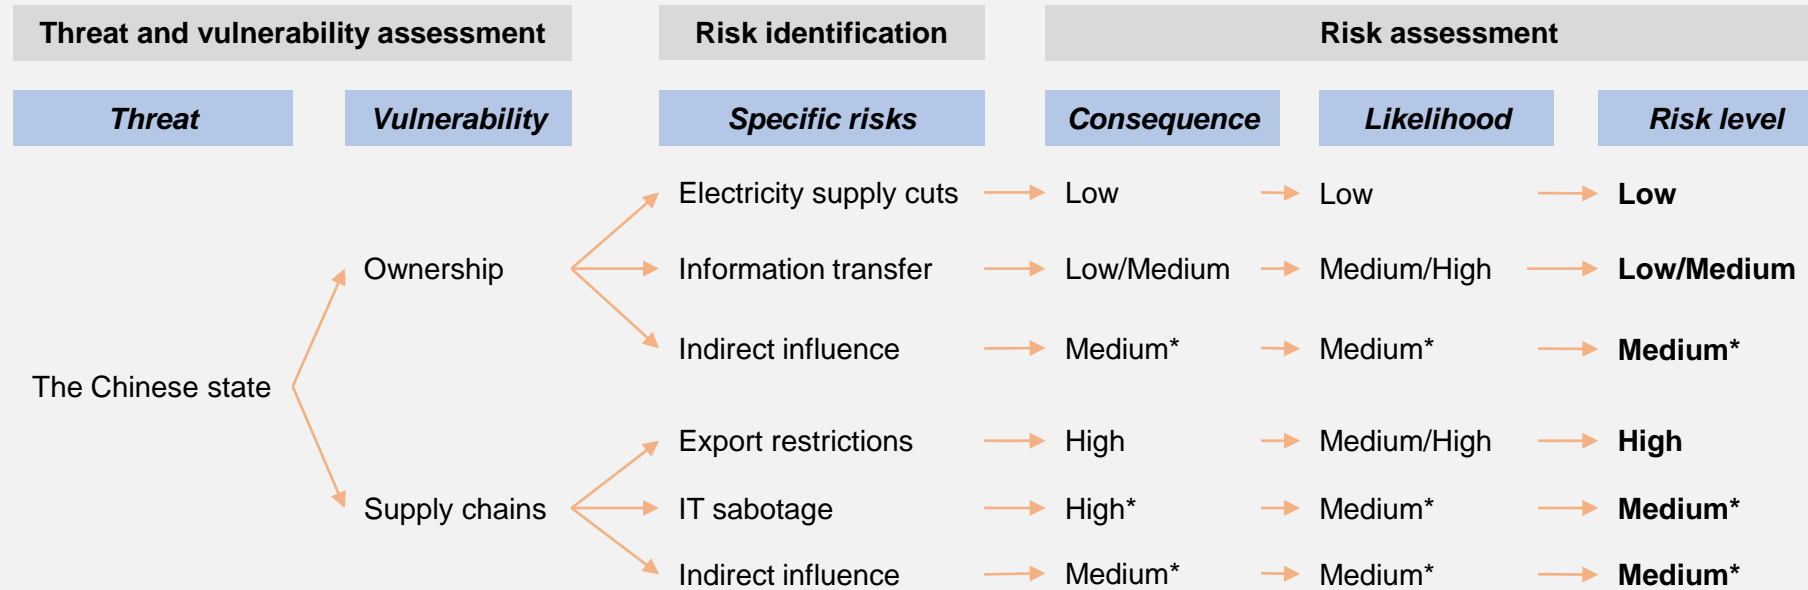 Threat and vulnerability assessment Risk identification Risk assessment
Threat Vulnerability Specific risks Consequence Likelihood Risk level
Electricity supply cuts Low Low Low
Ownership Information transfer Low/Medium Medium/High Low/Medium
Indirect influence Medium* Medium* Medium*
The Chinese state
Export restrictions High Medium/High High
Supply chains IT sabotage High* Medium* Medium*
Indirect influence Medium* Medium* Medium*